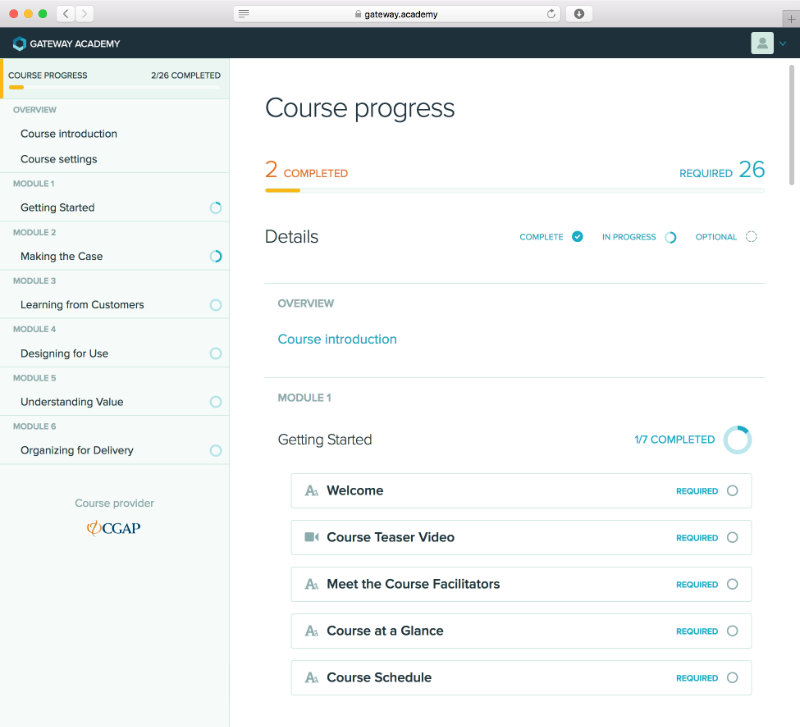 gateway.academy
GATEWAY ACADEMY
COURSE PROGRESS 2/26 COMPLETED
OVERVIEW
Course introduction
Course settings
MODULE 1
Getting Started
MODULE 2
Making the Case
MODULE 3
Learning from Customers
MODULE 4
Designing for Use
MODULE 5
Understanding Value
MODULE 6
Organizing for Delivery
Course provider
CGAP
Course progress
2 COMPLETED REQUIRED 26
Details COMPLETE IN PROGRESS OPTIONAL
OVERVIEW
Course introduction
MODULE 1
Getting Started 1/7 COMPLETED
AA Welcome REQUIRED
Course Teaser Video REQUIRED
AA Meet the Course Facilitators REQUIRED
AA Course at a Glance REQUIRED
AA Course Schedule REQUIRED